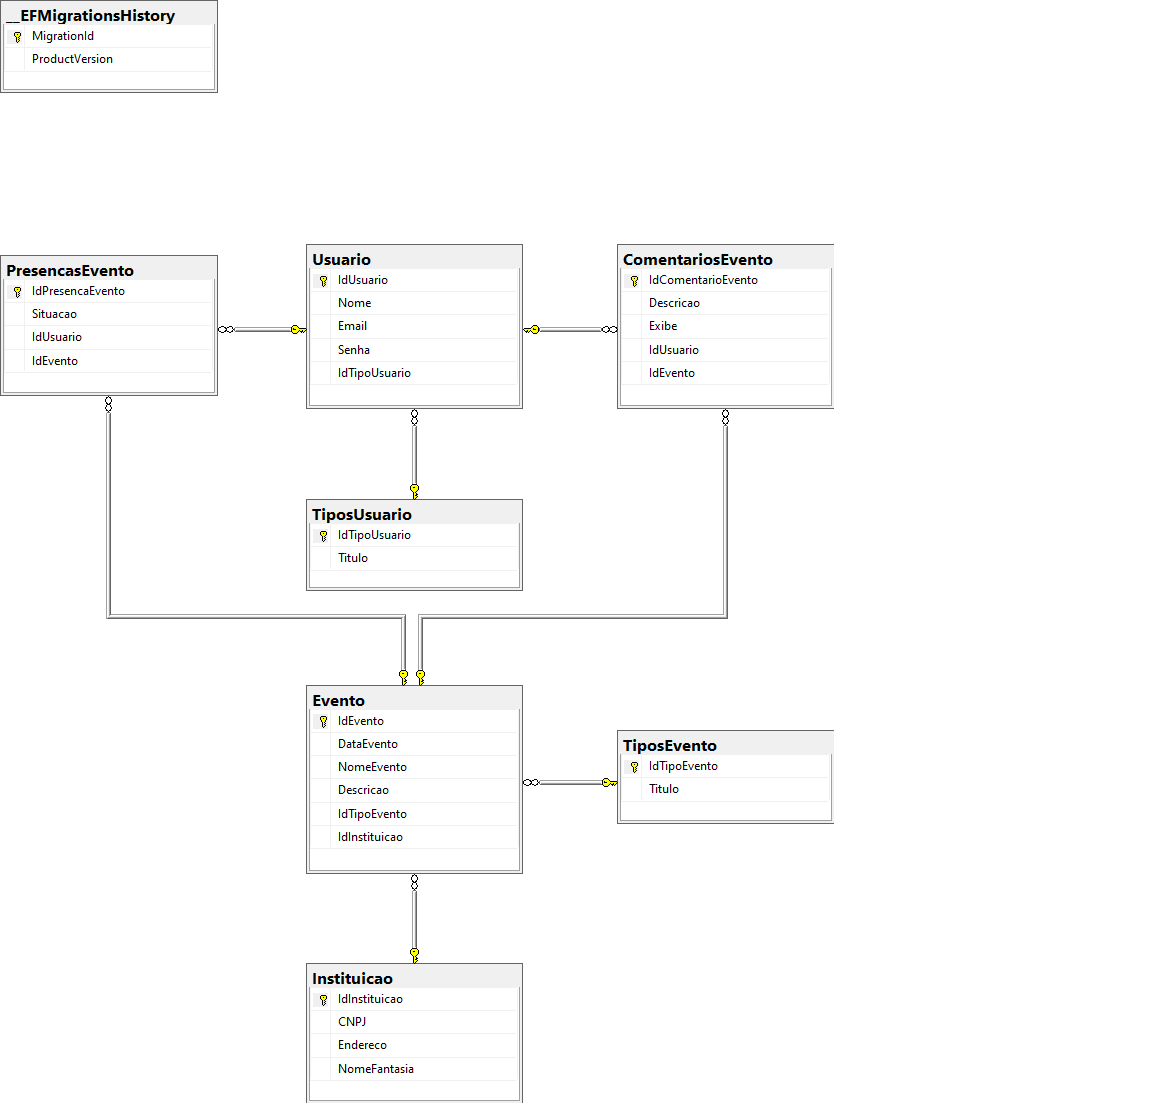 __EFMigrationsHistory
MigrationId
ProductVersion
PresencasEvento
IdPresencaEvento
Situacao
IdUsuario
IdEvento
Usuario
IdUsuario
Nome
Email
Senha
IdTipoUsuario
ComentariosEvento
IdComentarioEvento
Descricao
Exibe
IdUsuario
IdEvento
TiposUsuario
IdTipoUsuario
Titulo
Evento
IdEvento
DataEvento
NomeEvento
Descricao
IdTipoEvento
IdInstituicao
TiposEvento
IdTipoEvento
Titulo
Instituicao
IdInstituicao
CNPJ
Endereco
NomeFantasia